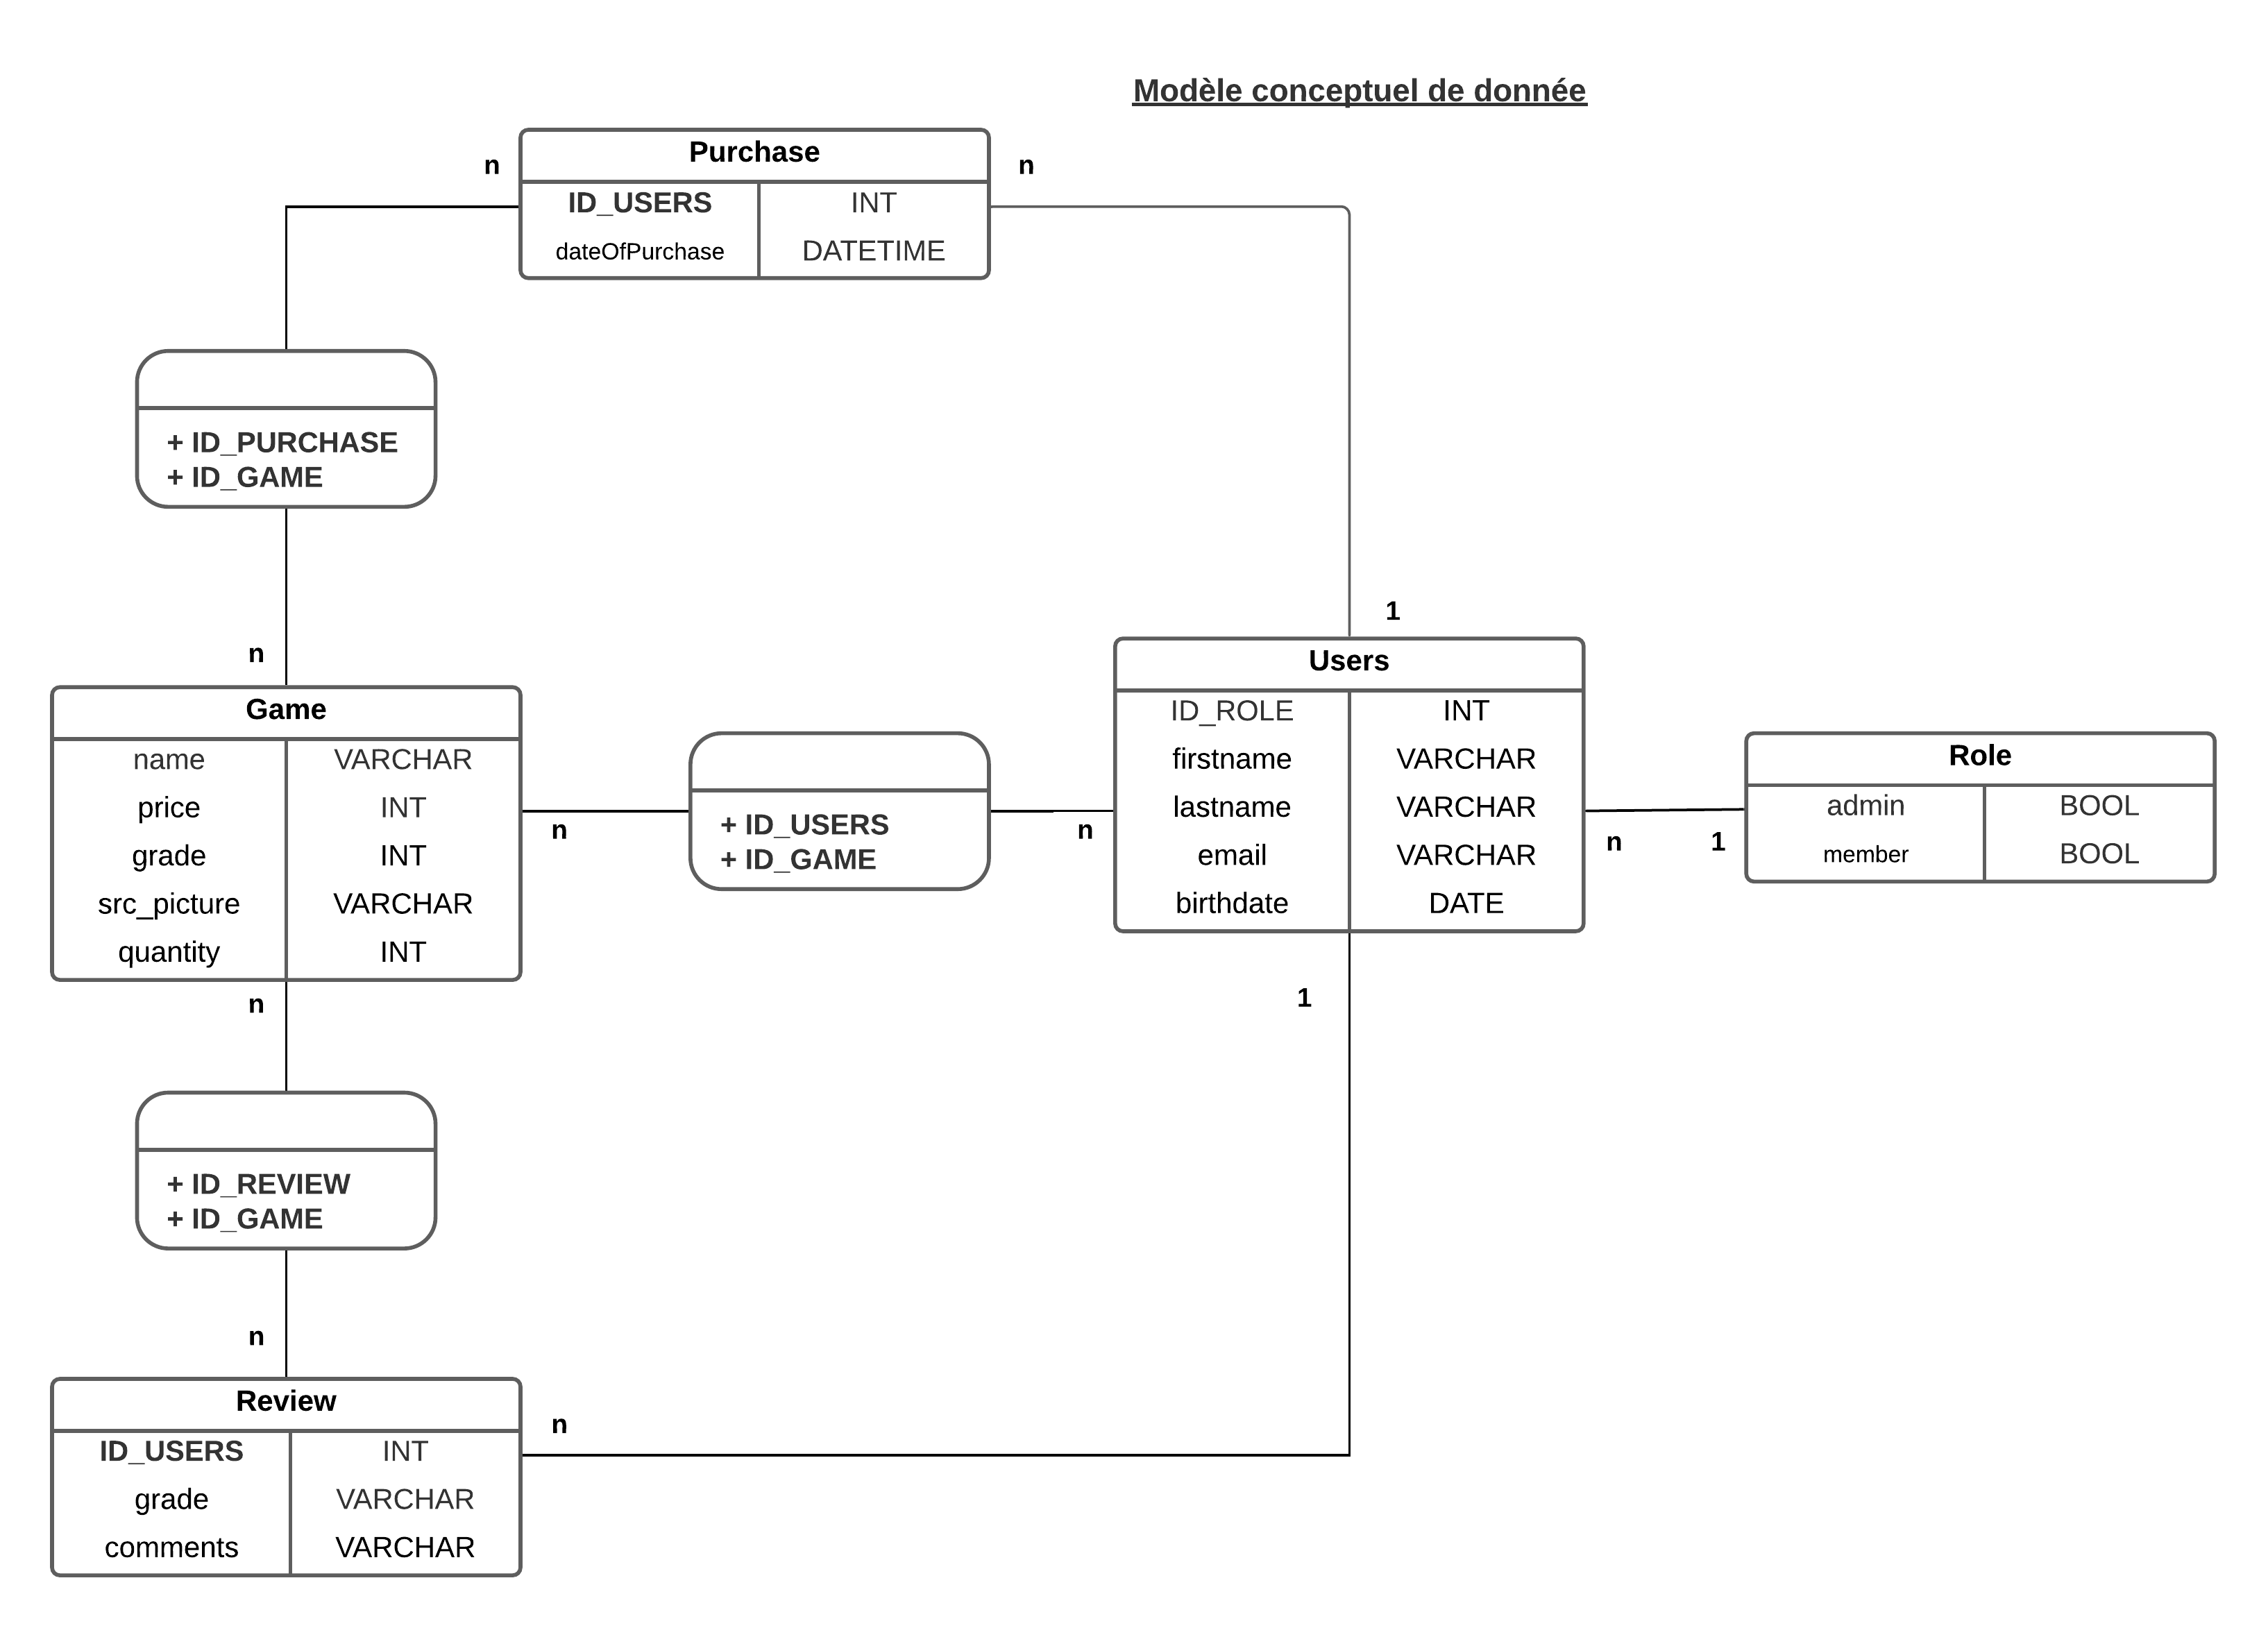 Modèle conceptuel de donnée
n
Purchase
n
ID_USERS INT
dateOfPurchase DATETIME
+ ID_PURCHASE
+ ID_GAME
1
n
Users
ID_ROLE INT
firstname VARCHAR
lastname VARCHAR
email VARCHAR
birthdate DATE
Game
name VARCHAR
price INT
grade INT
src_picture VARCHAR
quantity INT
n
+ ID_USERS
+ ID_GAME
n
n
1
Role
admin BOOL
member BOOL
n
1
+ ID_REVIEW
+ ID_GAME
n
Review
ID_USERS INT
grade VARCHAR
comments VARCHAR
n